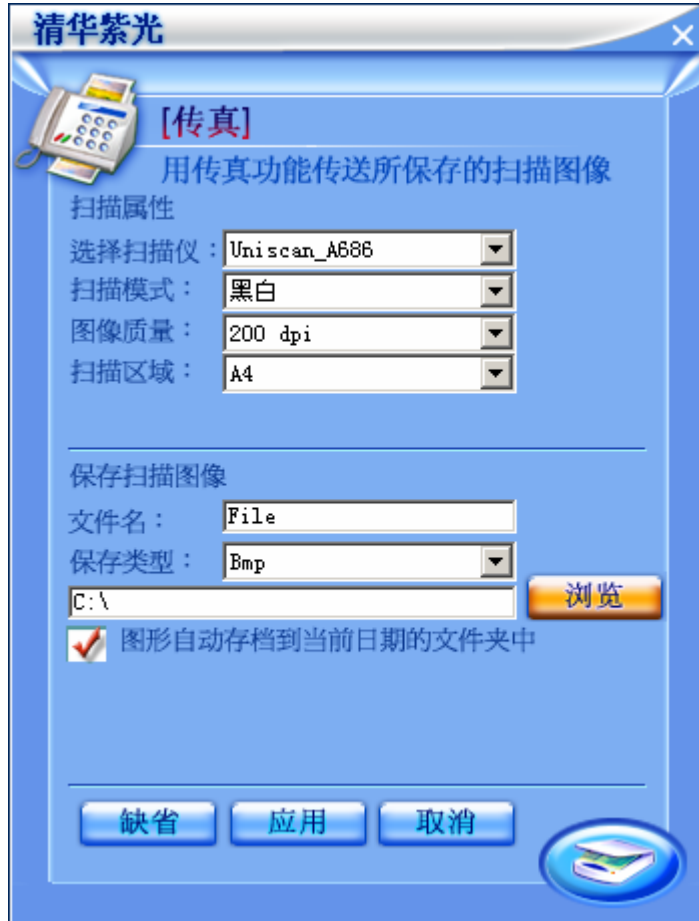 清华紫光
[传真]
用传真功能传送所保存的扫描图像
扫描属性
选择扫描仪：Uniscan_A686
扫描模式：黑白
图像质量：200 dpi
扫描区域：A4
保存扫描图像
文件名：File
保存类型：Bmp
C:\ 浏览
图形自动存档到当前日期的文件夹中
缺省 应用 取消